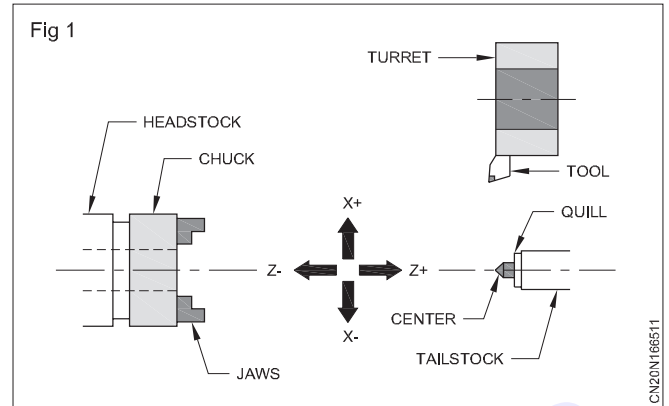 Fig 1
TURRET
HEADSTOCK
CHUCK
TOOL
X+
QUILL
Z-
Z+
CENTER
X-
TAILSTOCK
JAWS
CN20N166511